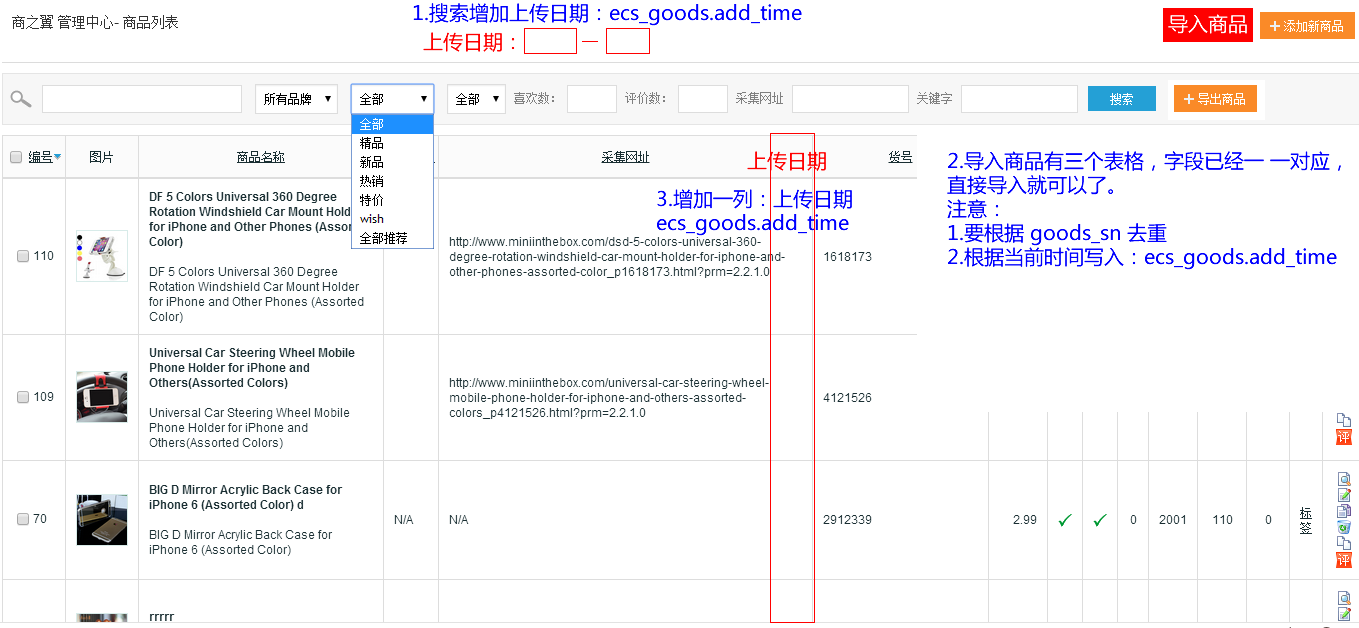 1.搜索增加上传日期：ecs_goods.add_time
商之翼 管理中心- 商品列表
导入商品
+添加新商品
上传日期： —
所有品牌
全部
全部
喜欢数：
评价数：
采集网址
关键字
搜索
+导出商品
全部
精品
新品
热销
特价
wish
全部推荐
编号
图片
商品名称
采集网址
上传日期
货号
2.导入商品有三个表格，字段已经一 一对应，
直接导入就可以了。
注意：
1.要根据 goods_sn 去重
2.根据当前时间写入：ecs_goods.add_time
3.增加一列：上传日期
ecs_goods.add_time
110
DF 5 Colors Universal 360 Degree
Rotation Windshield Car Mount Hold
for iPhone and Other Phones (Assor
Color)
DF 5 Colors Universal 360 Degree
Rotation Windshield Car Mount Holder
for iPhone and Other Phones (Assorted
Color)
http://www.miniinthebox.com/dsd-5-colors-universal-360-
degree-rotation-windshield-car-mount-holder-for-iphone-and-
other-phones-assorted-color_p1618173.html?prm=2.2.1.0
1618173
109
Universal Car Steering Wheel Mobile
Phone Holder for iPhone and
Others(Assorted Colors)
Universal Car Steering Wheel Mobile
Phone Holder for iPhone and
Others(Assorted Colors)
http://www.miniinthebox.com/universal-car-steering-wheel-
mobile-phone-holder-for-iphone-and-others-assorted-
colors_p4121526.html?prm=2.2.1.0
4121526
评
70
BIG D Mirror Acrylic Back Case for
iPhone 6 (Assorted Color) d
BIG D Mirror Acrylic Back Case for
iPhone 6 (Assorted Color)
N/A
N/A
2912339
2.99
0
2001
110
0
标
签
评
rrrrr